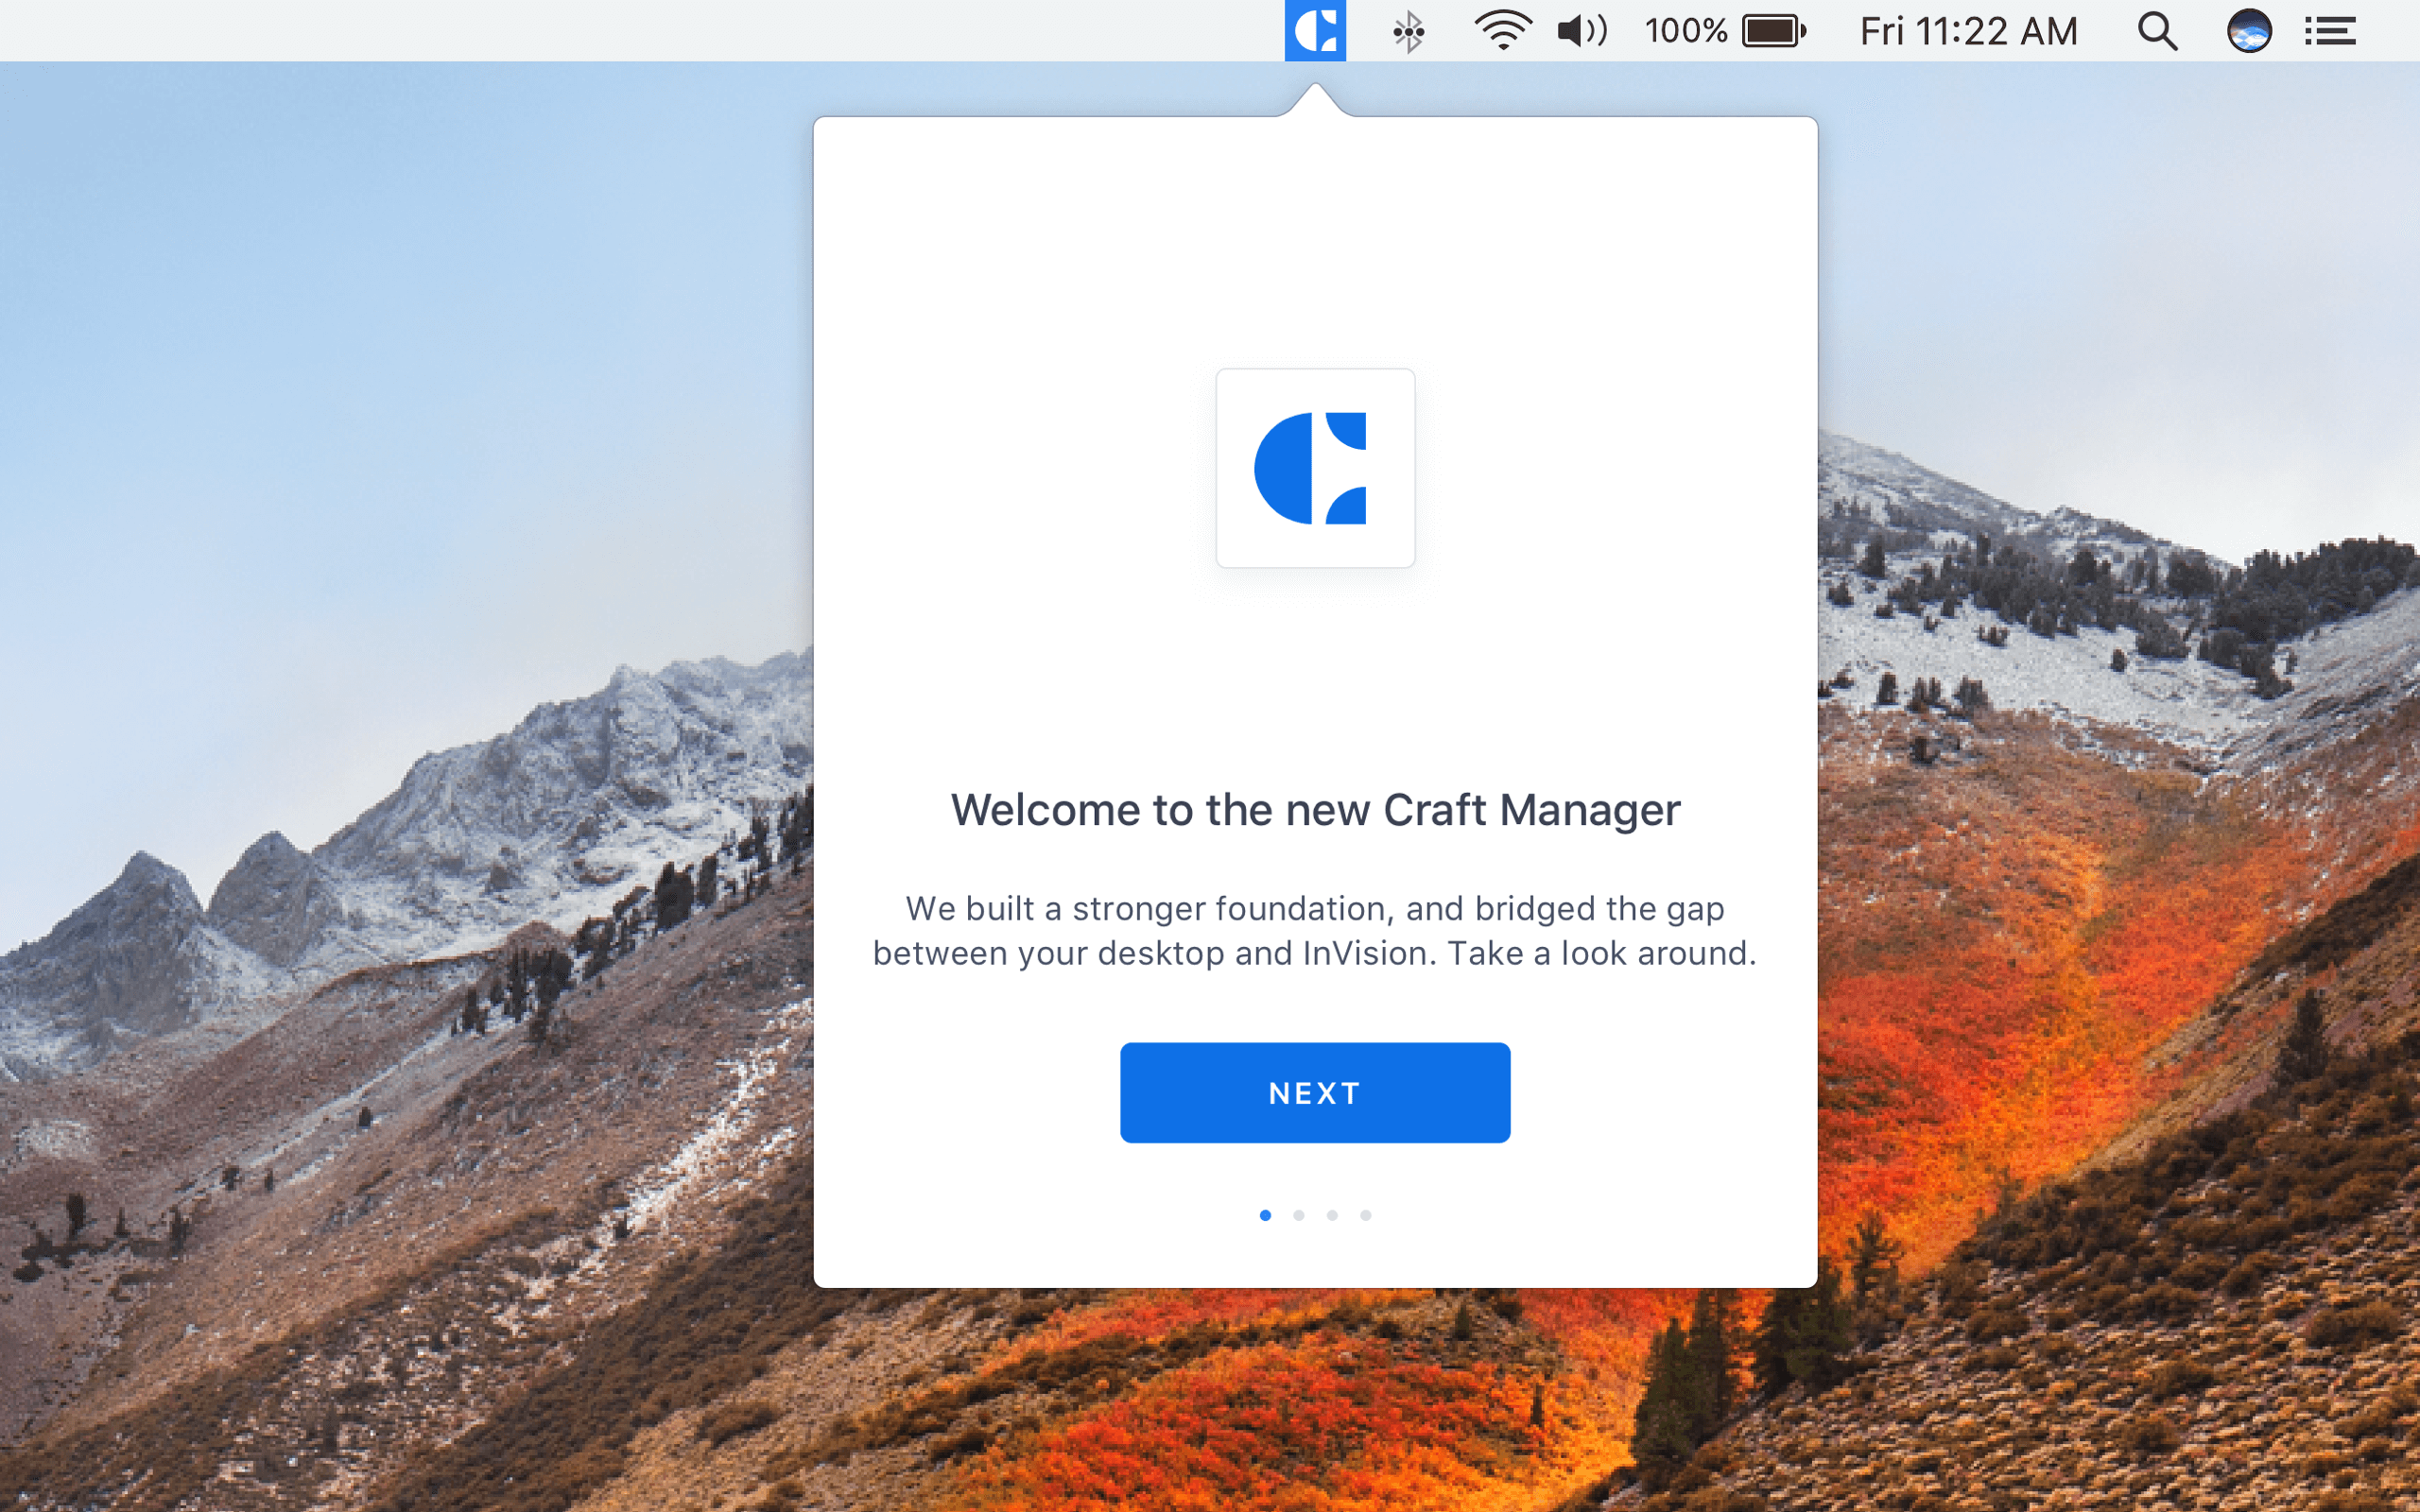 100%
Fri 11:22 AM
Welcome to the new Craft Manager
We built a stronger foundation, and bridged the gap
between your desktop and InVision. Take a look around.
NEXT